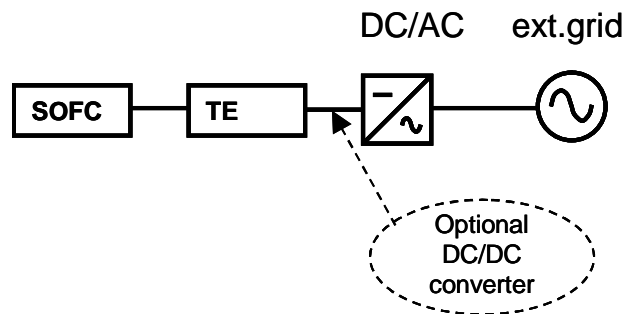 DC/AC ext.grid
SOFC TE
Optional
DC/DC
converter